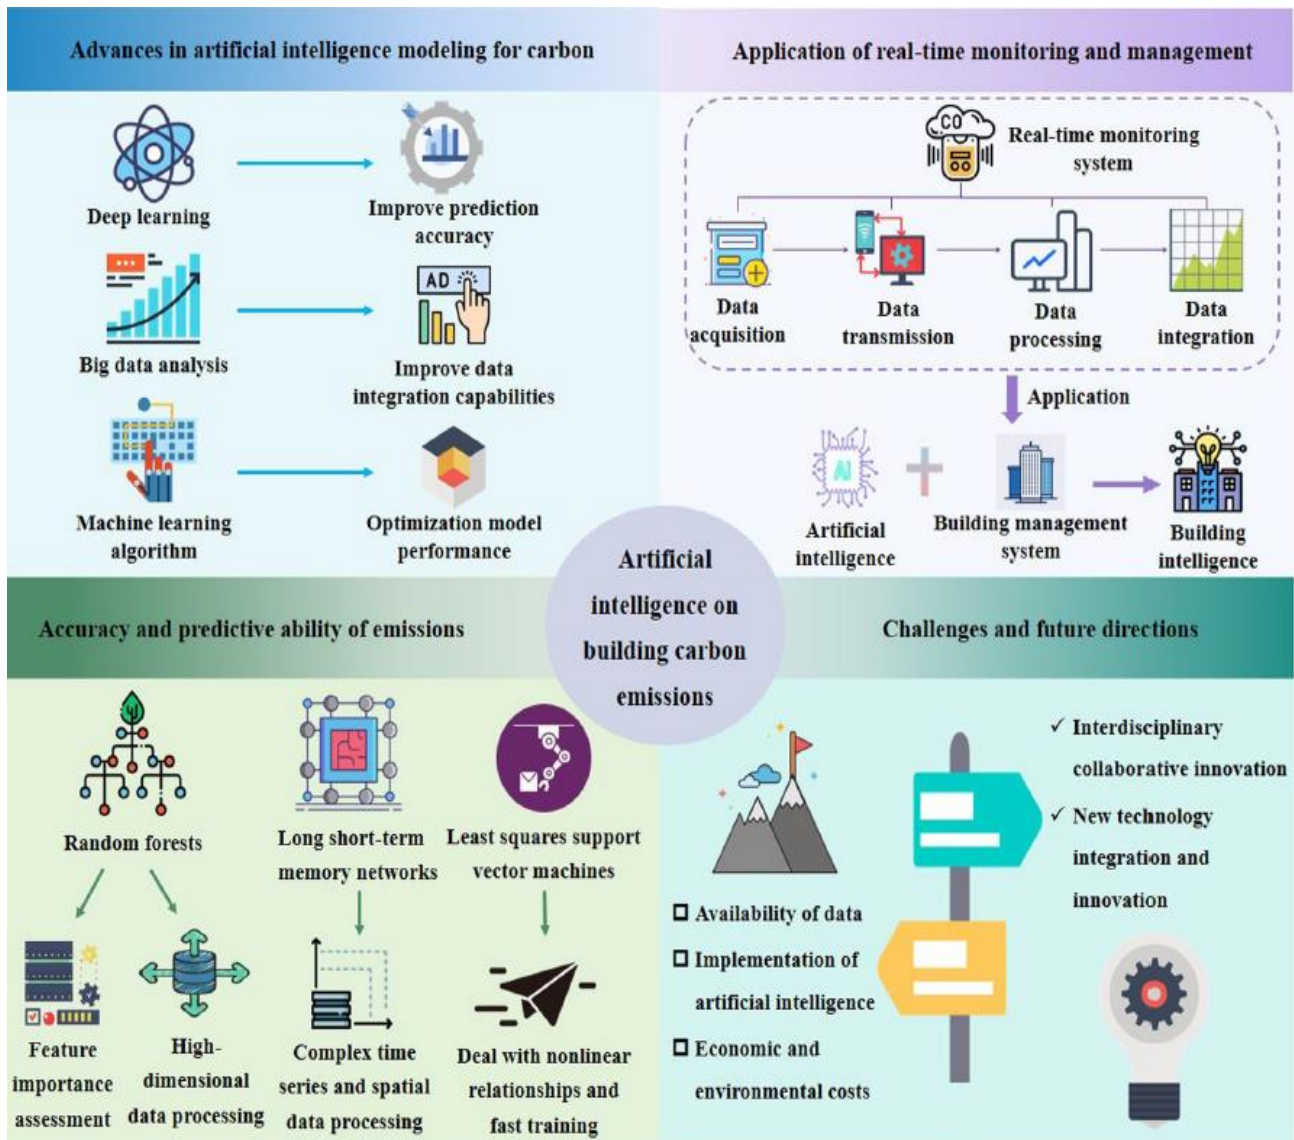 Advances in artificial intelligence modeling for carbon
Deep learning
Improve prediction
accuracy
AD
Big data analysis
Improve data
integration capabilities
Machine learning
algorithm
Optimization model
performance
Application of real-time monitoring and management
CO
Real-time monitoring
system
Data
acquisition
Data
transmission
Data
processing
Data
integration
Application
AI
Artificial
intelligence
Building management
system
Building
intelligence
Artificial
intelligence on
building carbon
emissions
Accuracy and predictive ability of emissions
Random forests
Long short-term
memory networks
Least squares support
vector machines
Feature
importance
assessment
High-
dimensional
data processing
Complex time
series and spatial
data processing
Deal with nonlinear
relationships and
fast training
Challenges and future directions
✓ Interdisciplinary
collaborative innovation
✓ New technology
integration and
innovation
☐ Availability of data
☐ Implementation of
artificial intelligence
☐ Economic and
environmental costs